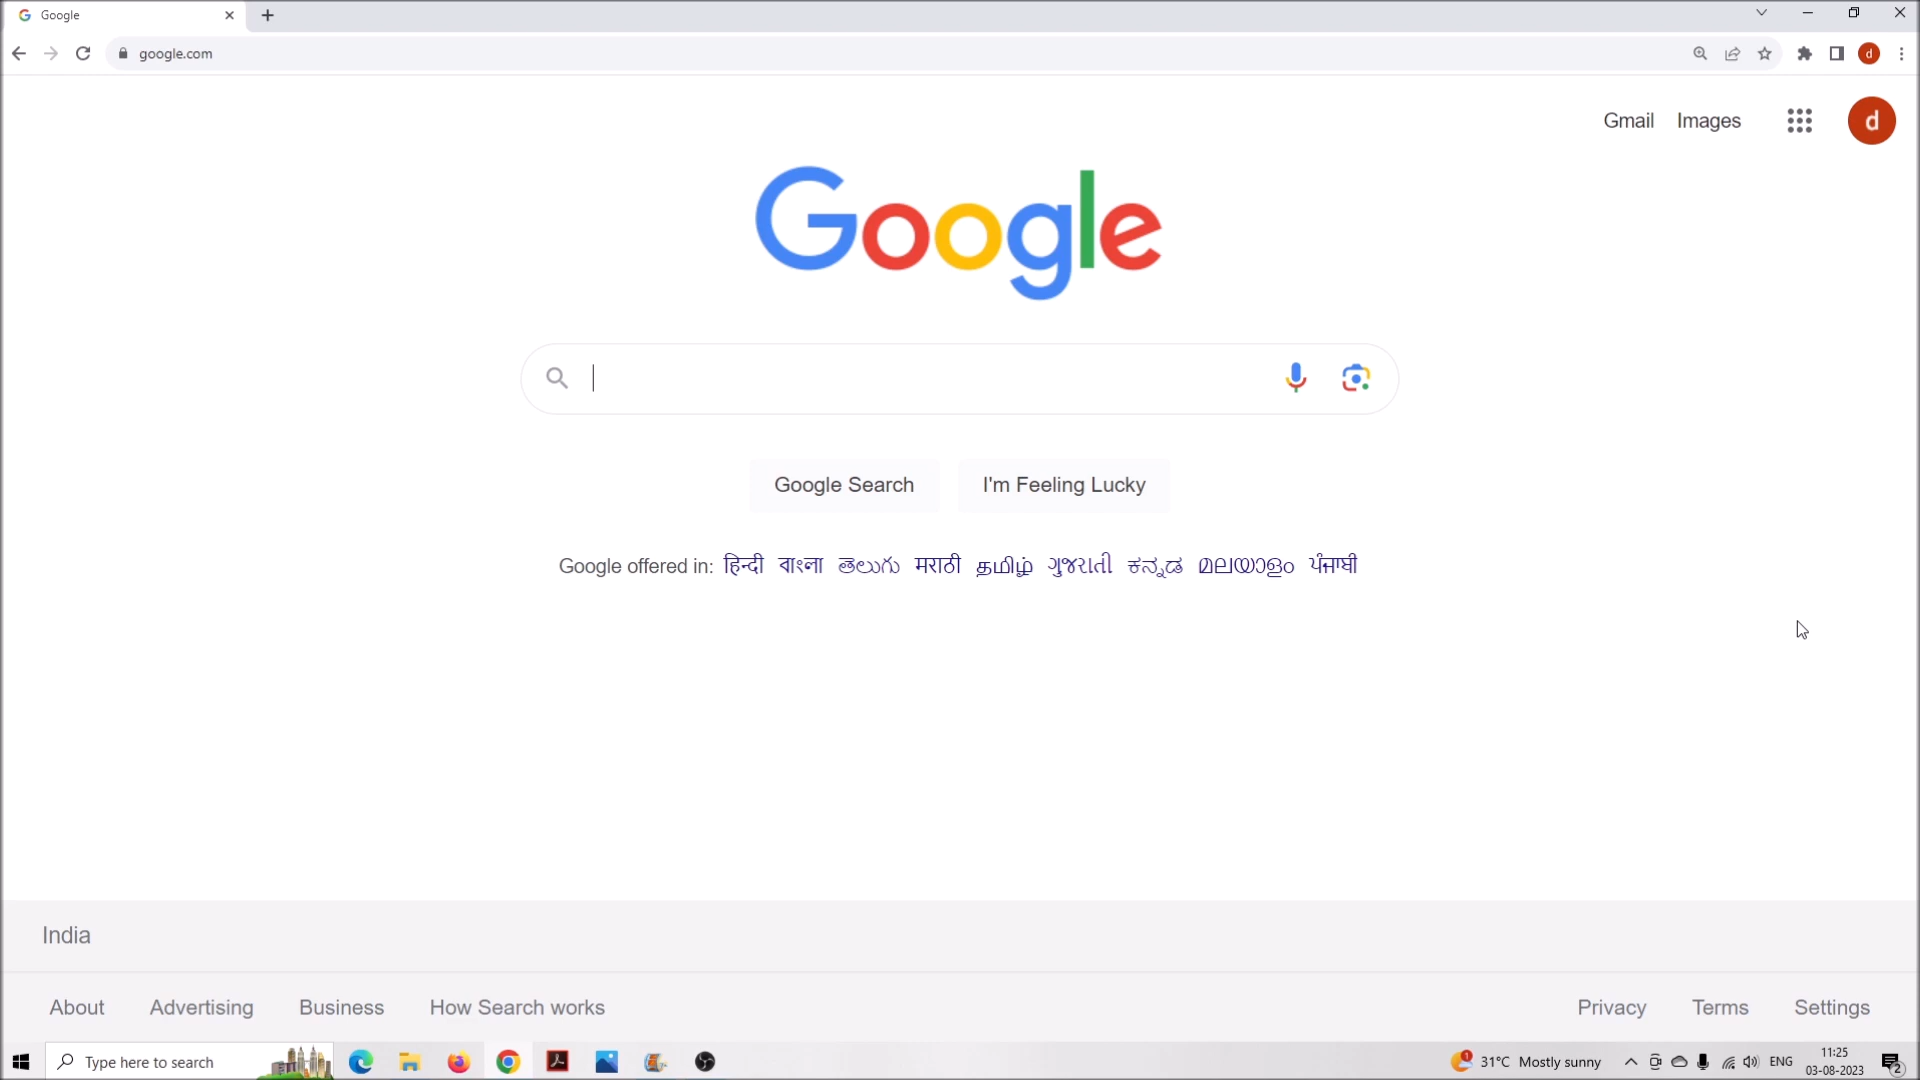 Google
google.com
Gmail Images d
Google
Google Search I'm Feeling Lucky
Google offered in: हिन्दी বাংলা తెలుగు मराठी தமிழ் ગુજરાતી ಕನ್ನಡ മലയാളം ਪੰਜਾਬੀ
India
About Advertising Business How Search works Privacy Terms Settings
Type here to search 1 31°C Mostly sunny ENG 11:25
03-08-2023 2